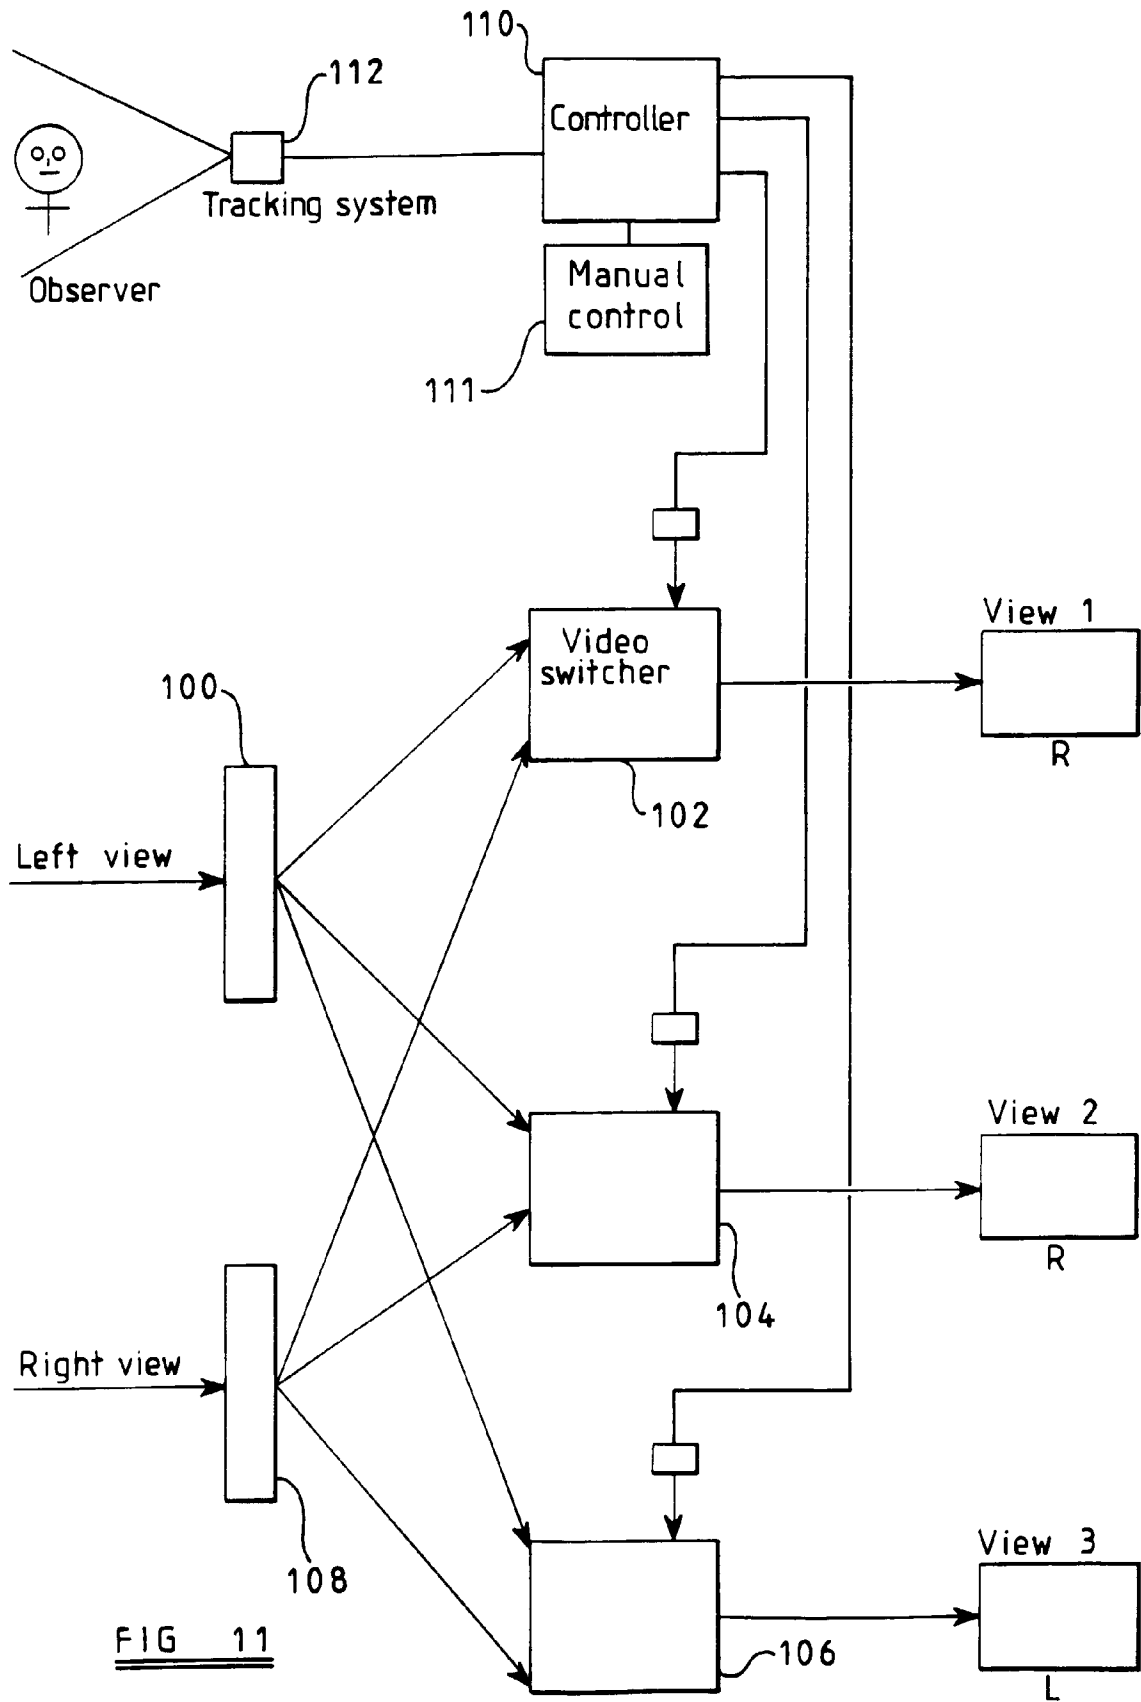 110
112
Controller
Tracking system
Observer
Manual
control
111
View 1
Video
switcher
R
100
102
Left view
View 2
R
104
Right view
108
View 3
FIG 11
106
L